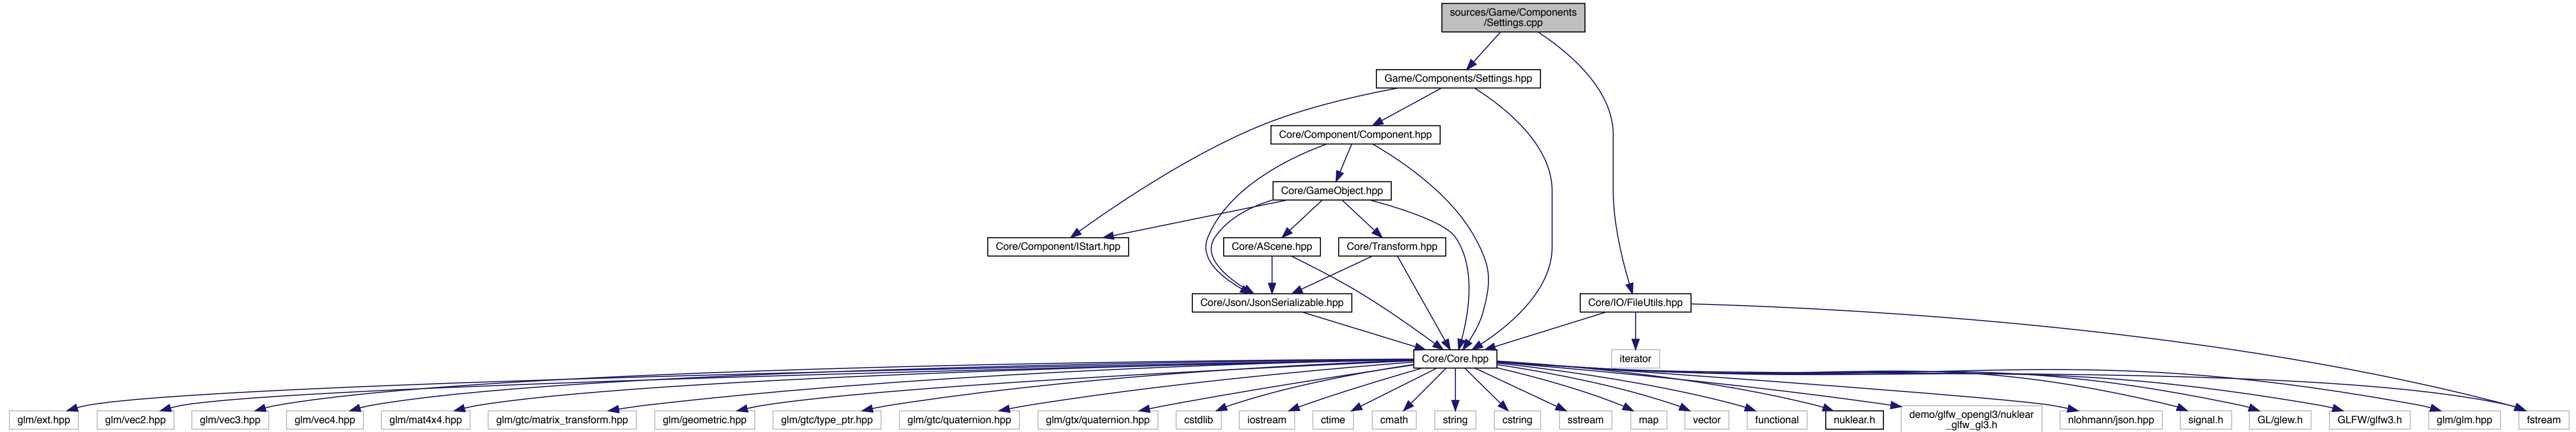 sources/Game/Components
/Settings.cpp
Game/Components/Settings.hpp
Core/Component/Component.hpp
Core/GameObject.hpp
Core/Component/IStart.hpp
Core/AScene.hpp
Core/Transform.hpp
Core/Json/JsonSerializable.hpp
Core/IO/FileUtils.hpp
Core/Core.hpp
iterator
glm/ext.hpp
glm/vec2.hpp
glm/vec3.hpp
glm/vec4.hpp
glm/mat4x4.hpp
glm/gtc/matrix_transform.hpp
glm/geometric.hpp
glm/gtc/type_ptr.hpp
glm/gtc/quaternion.hpp
glm/gtx/quaternion.hpp
cstdlib
iostream
ctime
cmath
string
cstring
sstream
map
vector
functional
nuklear.h
demo/glfw_opengl3/nuklear
_glfw_gl3.h
nlohmann/json.hpp
signal.h
GL/glew.h
GLFW/glfw3.h
glm/glm.hpp
fstream